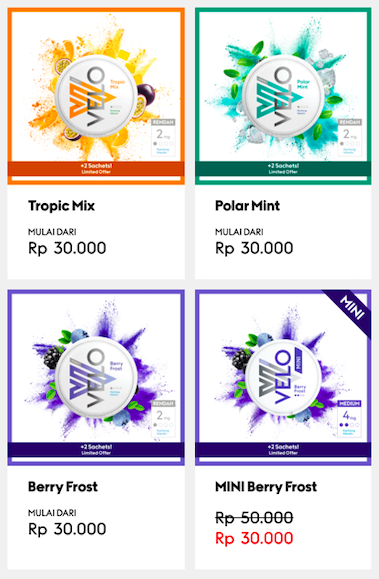 VELO
Tropic
Mix
RENDAH
2 mg
+2 Sachets!
Limited Offer
Tropic Mix
MULAI DARI
Rp 30.000
VELO
Polar
Mint
RENDAH
2 mg
+2 Sachets!
Limited Offer
Polar Mint
MULAI DARI
Rp 30.000
VELO
Berry
Frost
RENDAH
2 mg
+2 Sachets!
Limited Offer
Berry Frost
MULAI DARI
Rp 30.000
MINI
VELO
MINI
Berry
Frost
MEDIUM
4 mg
+2 Sachets!
Limited Offer
MINI Berry Frost
Rp 50.000
Rp 30.000